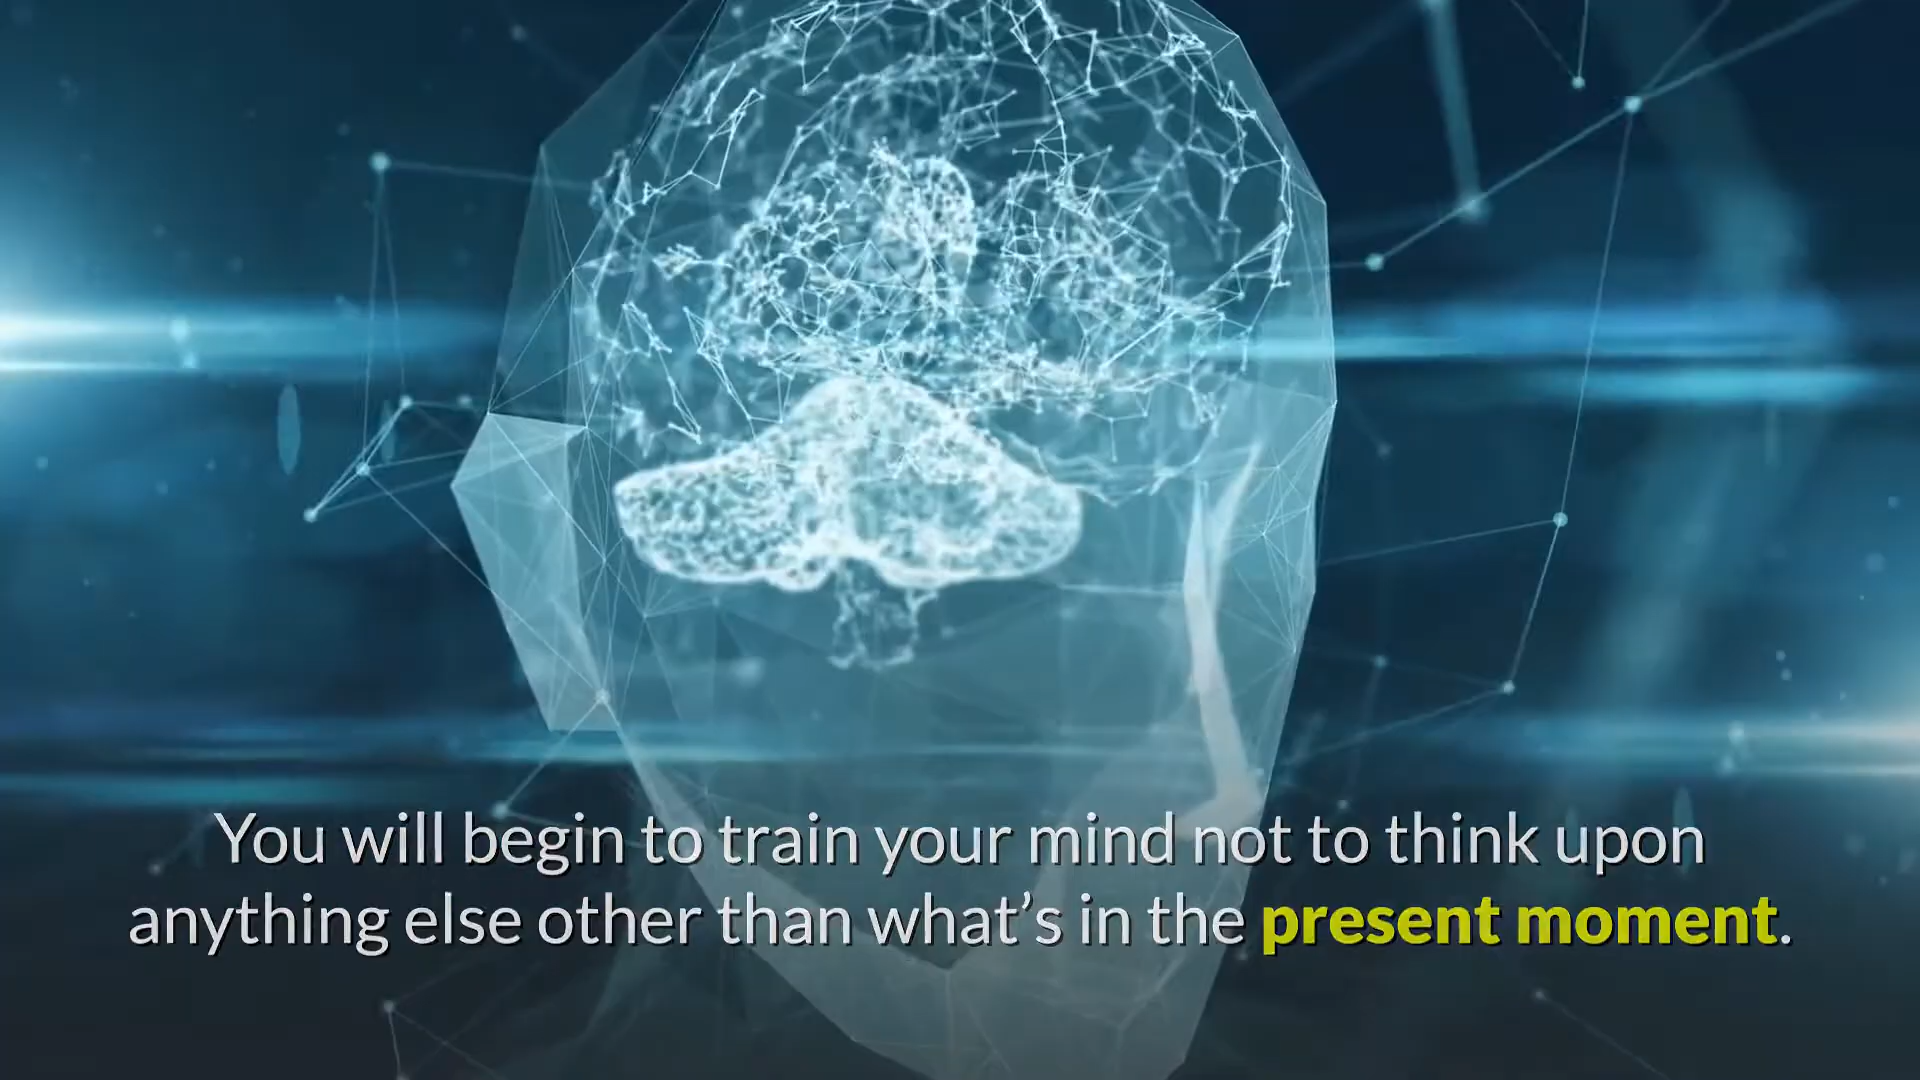 You will begin to train your mind not to think upon
anything else other than what’s in the present moment.